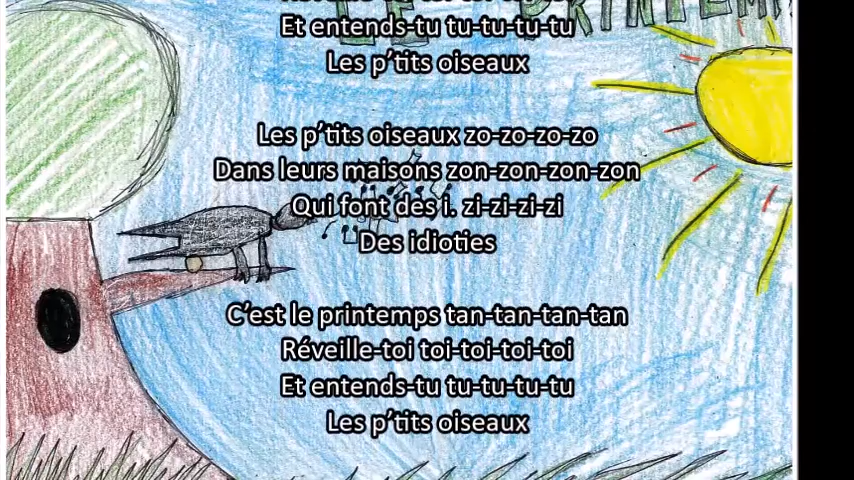 PRINTEMPS
Et entends-tu tu-tu-tu-tu
Les p'tits oiseaux
Les p'tits oiseaux zo-zo-zo-zo
Dans leurs maisons zon-zon-zon-zon
Qui font des i. zi-zi-zi-zi
Des idioties
C'est le printemps tan-tan-tan-tan
Réveille-toi toi-toi-toi-toi
Et entends-tu tu-tu-tu-tu
Les p'tits oiseaux